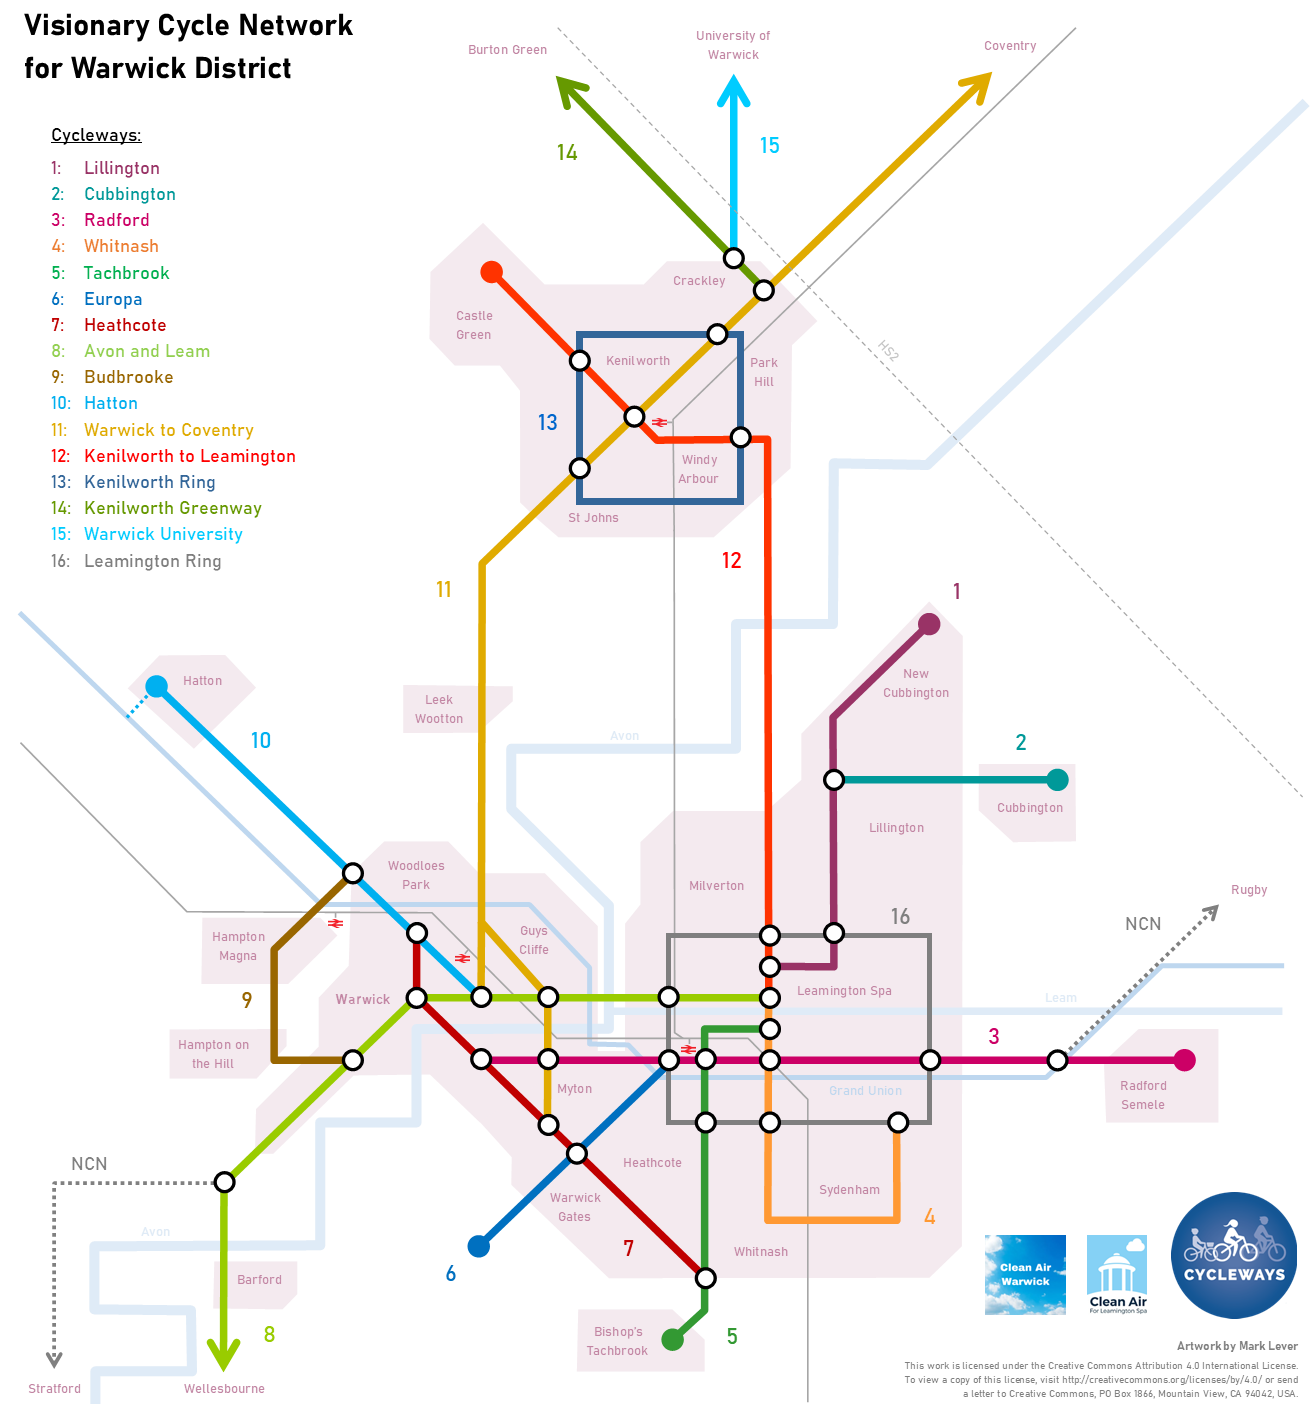 Visionary Cycle Network
for Warwick District
Cycleways:
1: Lillington
2: Cubbington
3: Radford
4: Whitnash
5: Tachbrook
6: Europa
7: Heathcote
8: Avon and Leam
9: Budbrooke
10: Hatton
11: Warwick to Coventry
12: Kenilworth to Leamington
13: Kenilworth Ring
14: Kenilworth Greenway
15: Warwick University
16: Leamington Ring
Burton Green
University of
Warwick
Coventry
14
15
Crackley
Castle
Green
Kenilworth
Park
Hill
HS2
13
Windy
Arbour
St Johns
12
11
1
New
Cubbington
Hatton
Leek
Wootton
10
Avon
2
Cubbington
Lillington
Woodloes
Park
Milverton
16
Rugby
NCN
Hampton
Magna
Guys
Cliffe
9
Warwick
Leamington Spa
Leam
3
Hampton on
the Hill
Myton
Grand Union
Radford
Semele
NCN
Heathcote
Sydenham
Warwick
Gates
4
Avon
7
Whitnash
6
Barford
8
Bishop's
Tachbrook
5
Stratford
Wellesbourne
Clean Air
Warwick
Clean Air
For Leamington Spa
CYCLEWAYS
Artwork by Mark Lever
This work is licensed under the Creative Commons Attribution 4.0 International License.
To view a copy of this license, visit http://creativecommons.org/licenses/by/4.0/ or send
a letter to Creative Commons, PO Box 1866, Mountain View, CA 94042, USA.